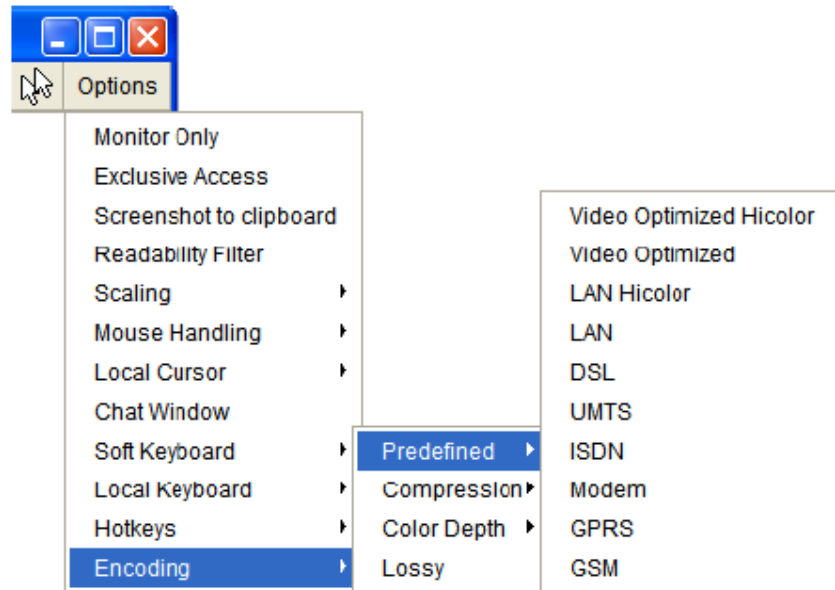 Options
Monitor Only
Exclusive Access
Screenshot to clipboard
Readability Filter
Scaling
Mouse Handling
Local Cursor
Chat Window
Soft Keyboard
Local Keyboard
Hotkeys
Encoding
Predefined
Compression
Color Depth
Lossy
Video Optimized Hicolor
Video Optimized
LAN Hicolor
LAN
DSL
UMTS
ISDN
Modem
GPRS
GSM